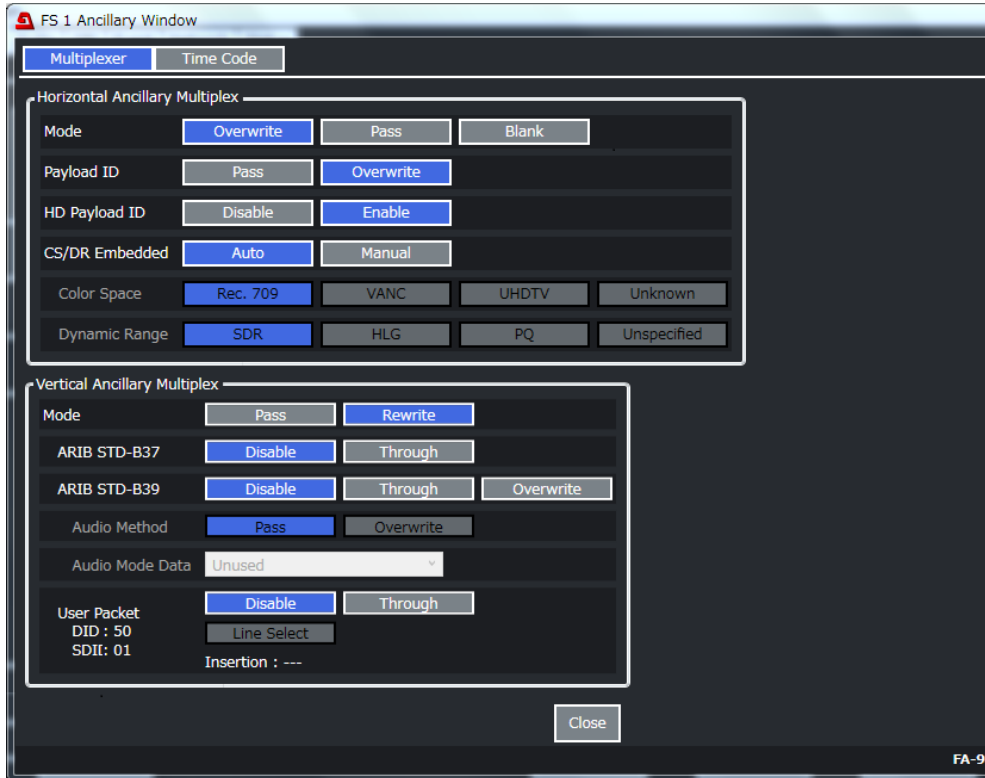 FS 1 Ancillary Window
Multiplexer Time Code
Horizontal Ancillary Multiplex
Mode Overwrite Pass Blank
Payload ID Pass Overwrite
HD Payload ID Disable Enable
CS/DR Embedded Auto Manual
Color Space Rec. 709 VANC UHDTV Unknown
Dynamic Range SDR HLG PQ Unspecified
Vertical Ancillary Multiplex
Mode Pass Rewrite
ARIB STD-B37 Disable Through
ARIB STD-B39 Disable Through Overwrite
Audio Method Pass Overwrite
Audio Mode Data Unused
User Packet Disable Through
DID : 50 Line Select
SDII: 01
Insertion : ---
Close
FA-9